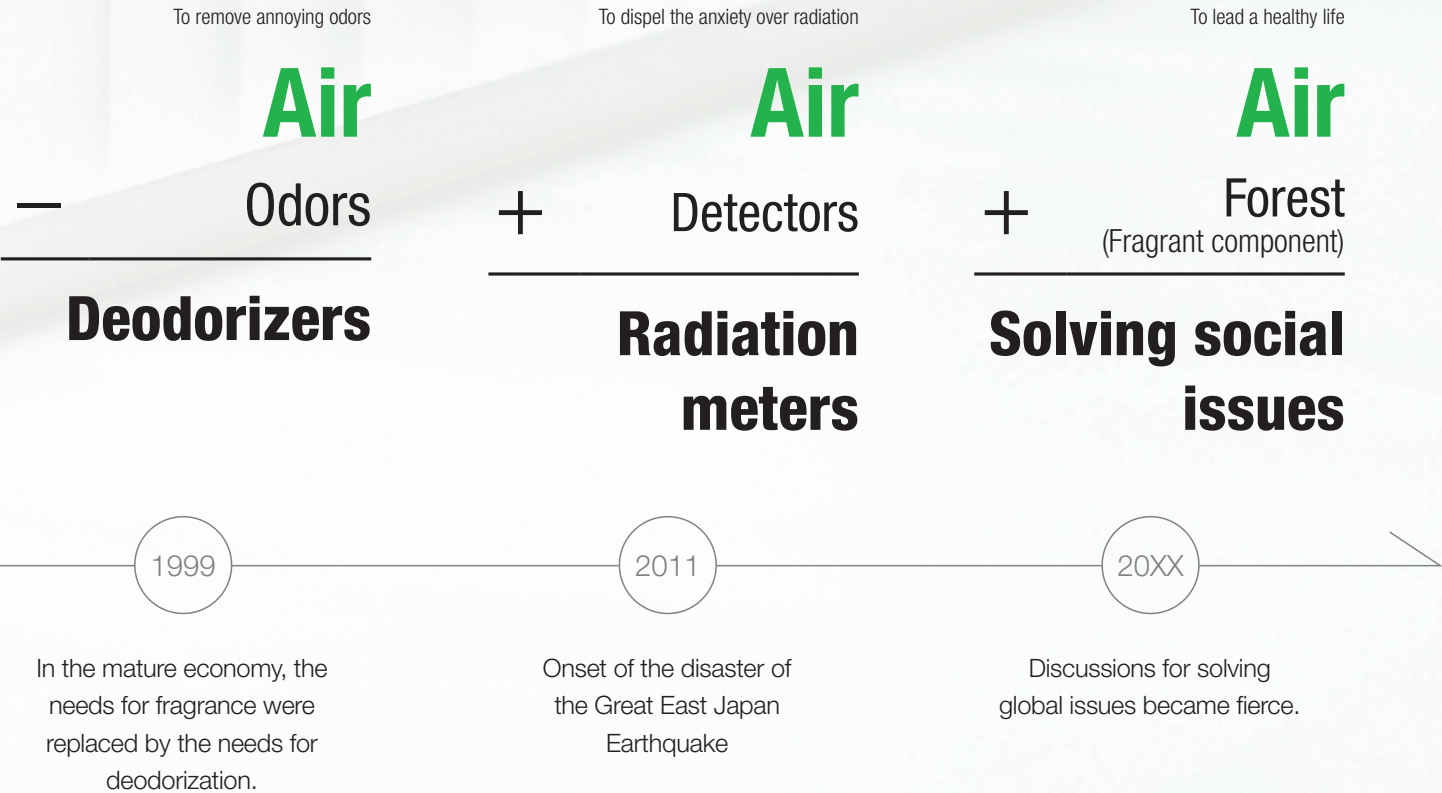 To remove annoying odors
Air
− Odors
Deodorizers
1999
In the mature economy, the
needs for fragrance were
replaced by the needs for
deodorization.
To dispel the anxiety over radiation
Air
+ Detectors
Radiation
meters
2011
Onset of the disaster of
the Great East Japan
Earthquake
To lead a healthy life
Air
+ Forest
(Fragrant component)
Solving social
issues
20XX
Discussions for solving
global issues became fierce.